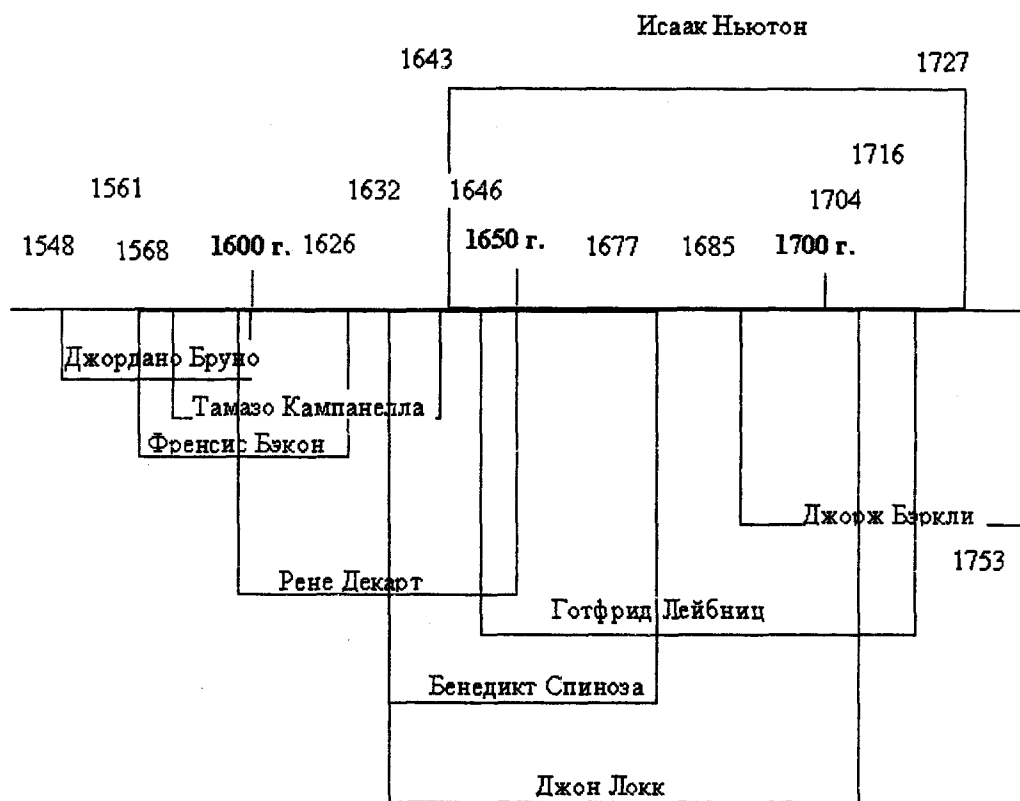 Исаак Ньютон
1643 1727
1716
1561 1632 1646 1704
1548 1568 1600 г. 1626 1650 г. 1677 1685 1700 г.
Джордано Бруно
Тамазо Кампанелла
Френсис Бэкон
Джорж Бэркли
1753
Рене Декарт
Готфрид Лейбниц
Бенедикт Спиноза
Джон Локк